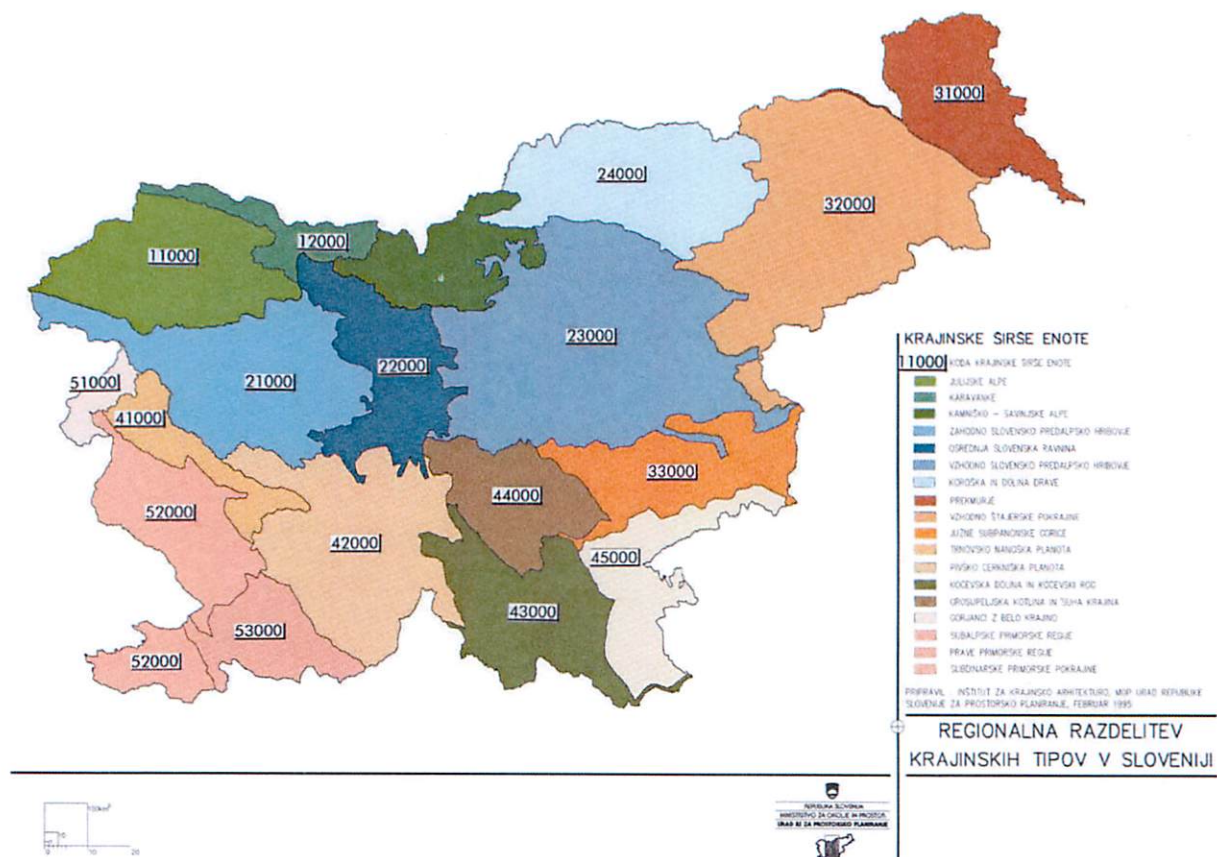 31000
24000
32000
12000
11000
23000
22000
21000
51000
41000
33000
44000
52000
42000
45000
43000
53000
52000
KRAJINSKE ŠIRŠE ENOTE
11000 KODA KRAJINSKE ŠIRŠE ENOTE
JULIJSKE ALPE
KARAVANKE
KAMNIŠKO – SAVINJSKE ALPE
ZAHODNO SLOVENSKO PREDALPSKO HRIBOVJE
OSREDNJA SLOVENSKA RAVNINA
VZHODNO SLOVENSKO PREDALPSKO HRIBOVJE
KOROŠKA IN DOLINA DRAVE
PREKMURJE
VZHODNO ŠTAJERSKE POKRAJINE
JUŽNE SUBPANONSKE GORICE
TRNOVSKO NANOŠKA PLANOTA
PIVŠKO CERKNIŠKA PLANOTA
KOČEVSKA DOLINA IN KOČEVSKI ROG
GROSUPELJSKA KOTLINA IN SUHA KRAJINA
GORJANCI Z BELO KRAJINO
SUBALPSKE PRIMORSKE REGIJE
PRAVE PRIMORSKE REGIJE
SUBDINARSKE PRIMORSKE POKRAJINE
PRIPRAVIL INŠTITUT ZA KRAJINSKO ARHITEKTURO, MOP URAD REPUBLIKE
SLOVENIJE ZA PROSTORSKO PLANIRANJE, FEBRUAR 1995
REGIONALNA RAZDELITEV
KRAJINSKIH TIPOV V SLOVENIJI
100km²
0 10 20
REPUBLIKA SLOVENIJA
MINISTRSTVO ZA OKOLJE IN PROSTOR
URAD RS ZA PROSTORSKO PLANIRANJE